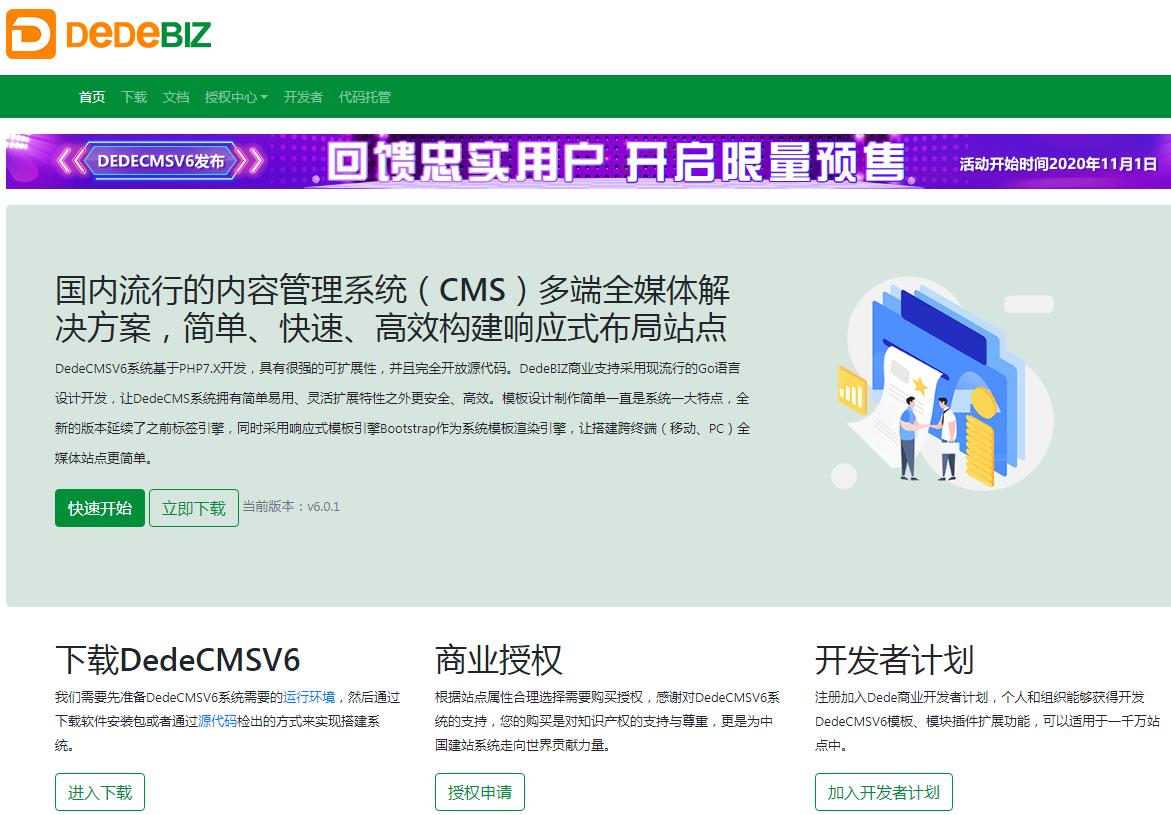 DEDEBIZ
首页 下载 文档 授权中心 开发者 代码托管
DEDECMSV6发布 回馈忠实用户 开启限量预售 活动开始时间2020年11月1日
国内流行的内容管理系统（CMS）多端全媒体解
决方案，简单、快速、高效构建响应式布局站点
DedeCMSV6系统基于PHP7.X开发，具有很强的可扩展性，并且完全开放源代码。DedeBIZ商业支持采用现流行的Go语言
设计开发，让DedeCMS系统拥有简单易用、灵活扩展特性之外更安全、高效。模板设计制作简单一直是系统一大特点，全
新的版本延续了之前标签引擎，同时采用响应式模板引擎Bootstrap作为系统模板渲染引擎，让搭建跨终端（移动、PC）全
媒体站点更简单。
快速开始 立即下载 当前版本：v6.0.1
下载DedeCMSV6
我们需要先准备DedeCMSV6系统需要的运行环境，然后通过
下载软件安装包或者通过源代码检出的方式来实现搭建系
统。
进入下载
商业授权
根据站点属性合理选择需要购买授权，感谢对DedeCMSV6系
统的支持，您的购买是对知识产权的支持与尊重，更是为中
国建站系统走向世界贡献力量。
授权申请
开发者计划
注册加入Dede商业开发者计划，个人和组织能够获得开发
DedeCMSV6模板、模块插件扩展功能，可以适用于一千万站
点中。
加入开发者计划